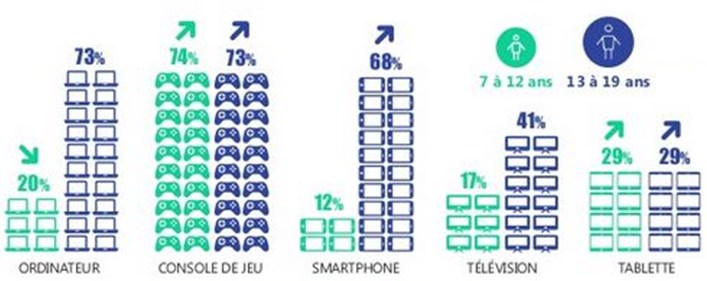 7 à 12 ans
13 à 19 ans
20%
73%
ORDINATEUR
74%
73%
CONSOLE DE JEU
12%
68%
SMARTPHONE
17%
41%
TÉLÉVISION
29%
29%
TABLETTE